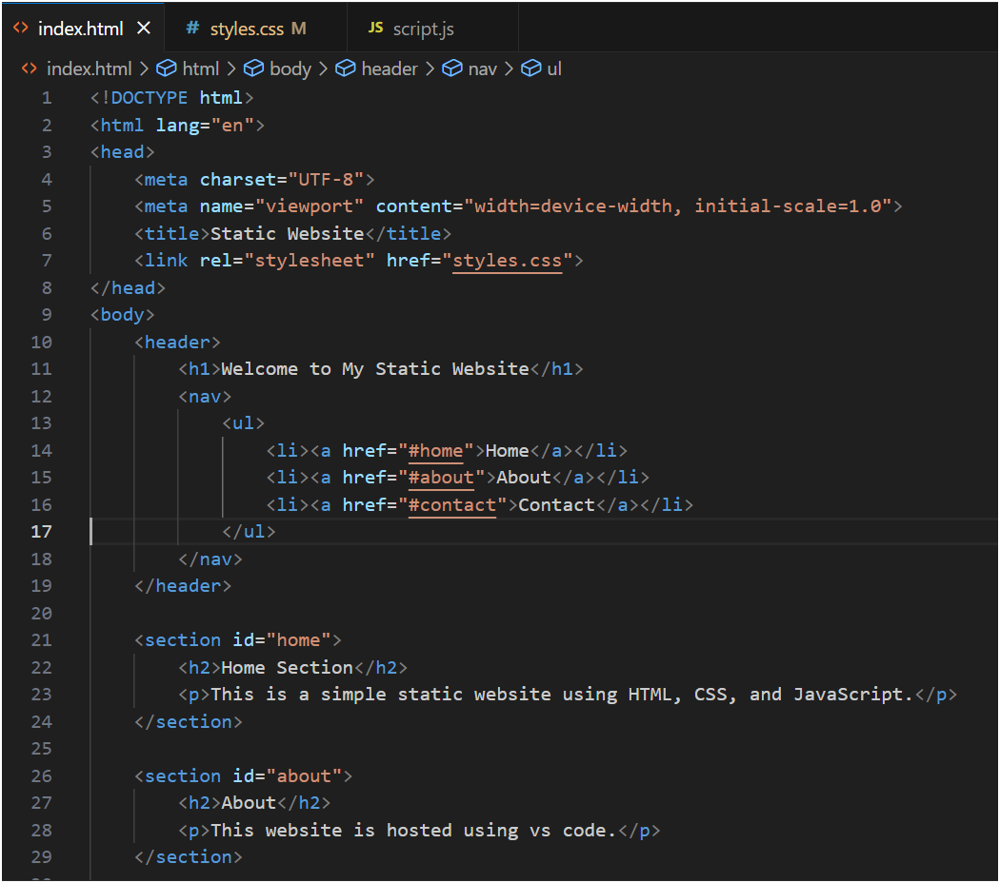 index.html × # styles.css M JS script.js
index.html > html > body > header > nav > ul
1 <!DOCTYPE html>
2 <html lang="en">
3 <head>
4     <meta charset="UTF-8">
5     <meta name="viewport" content="width=device-width, initial-scale=1.0">
6     <title>Static Website</title>
7     <link rel="stylesheet" href="styles.css">
8 </head>
9 <body>
10     <header>
11         <h1>Welcome to My Static Website</h1>
12         <nav>
13             <ul>
14                 <li><a href="#home">Home</a></li>
15                 <li><a href="#about">About</a></li>
16                 <li><a href="#contact">Contact</a></li>
17             </ul>
18         </nav>
19     </header>
20
21     <section id="home">
22         <h2>Home Section</h2>
23         <p>This is a simple static website using HTML, CSS, and JavaScript.</p>
24     </section>
25
26     <section id="about">
27         <h2>About</h2>
28         <p>This website is hosted using vs code.</p>
29     </section>